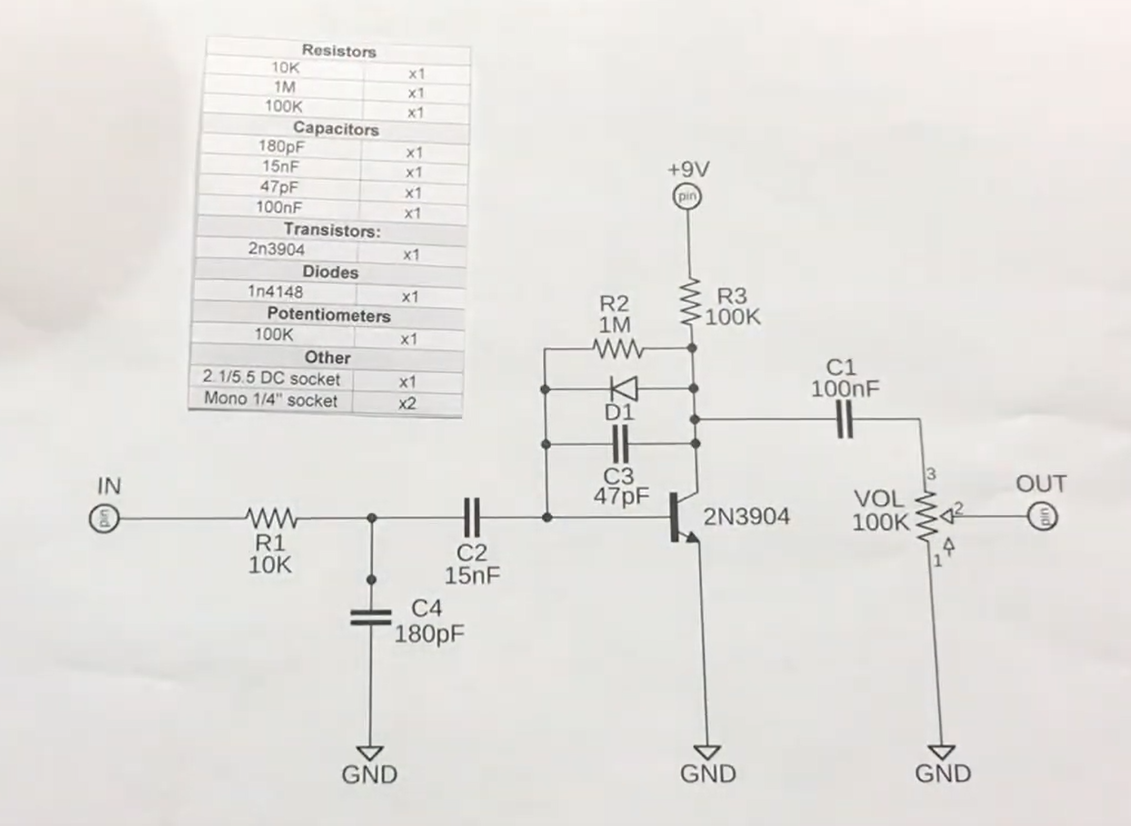 Resistors
10K x1
1M x1
100K x1
Capacitors
180pF x1
15nF x1
47pF x1
100nF x1
Transistors:
2n3904 x1
Diodes
1n4148 x1
Potentiometers
100K x1
Other
2.1/5.5 DC socket x1
Mono 1/4" socket x2
+9V
pin
R3
100K
R2
1M
D1
C3
47pF
C1
100nF
IN
pin
R1
10K
C2
15nF
C4
180pF
2N3904
VOL
100K
3
2
1
OUT
pin
GND
GND
GND